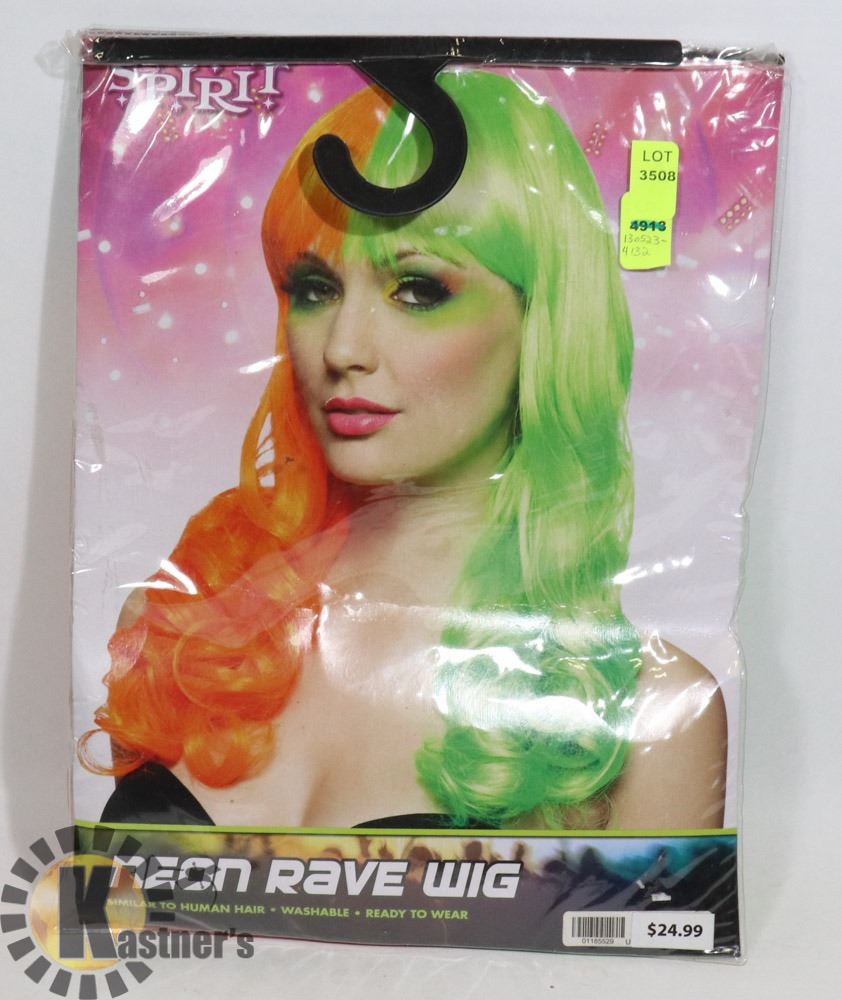 SPIRIT
LOT
3508
4913
130523-
4132
NEON RAVE WIG
SIMILAR TO HUMAN HAIR • WASHABLE • READY TO WEAR
01165529 U
$24.99
Kastner's